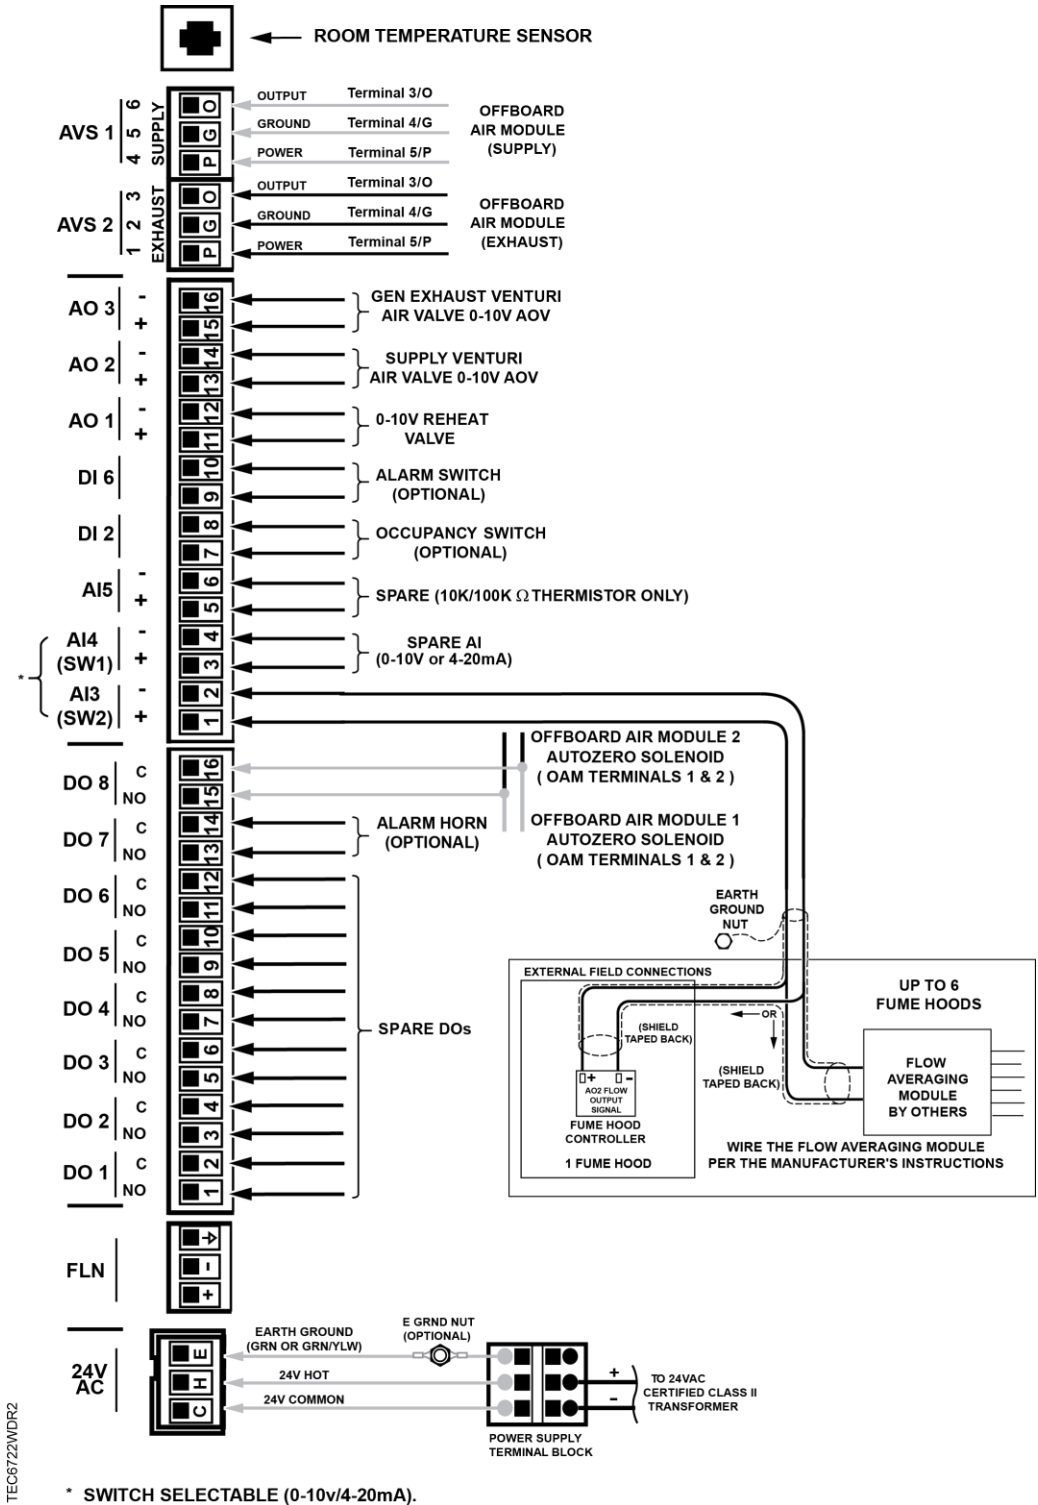 ROOM TEMPERATURE SENSOR
AVS 1
4 5 6
SUPPLY
O
G
P
OUTPUT Terminal 3/O
GROUND Terminal 4/G
POWER Terminal 5/P
OFFBOARD
AIR MODULE
(SUPPLY)
AVS 2
1 2 3
EXHAUST
O
G
P
OUTPUT Terminal 3/O
GROUND Terminal 4/G
POWER Terminal 5/P
OFFBOARD
AIR MODULE
(EXHAUST)
AO 3
-
+
16
15
GEN EXHAUST VENTURI
AIR VALVE 0-10V AOV
AO 2
-
+
14
13
SUPPLY VENTURI
AIR VALVE 0-10V AOV
AO 1
-
+
12
11
0-10V REHEAT
VALVE
DI 6
10
9
ALARM SWITCH
(OPTIONAL)
DI 2
8
7
OCCUPANCY SWITCH
(OPTIONAL)
AI5
-
+
6
5
SPARE (10K/100K Ω THERMISTOR ONLY)
*
AI4
(SW1)
-
+
4
3
SPARE AI
(0-10V or 4-20mA)
AI3
(SW2)
-
+
2
1
OFFBOARD AIR MODULE 2
AUTOZERO SOLENOID
( OAM TERMINALS 1 & 2 )
DO 8
C
NO
16
15
OFFBOARD AIR MODULE 1
AUTOZERO SOLENOID
( OAM TERMINALS 1 & 2 )
DO 7
C
NO
14
13
ALARM HORN
(OPTIONAL)
DO 6
C
NO
12
11
DO 5
C
NO
10
9
DO 4
C
NO
8
7
DO 3
C
NO
6
5
DO 2
C
NO
4
3
DO 1
C
NO
2
1
SPARE DOs
EARTH
GROUND
NUT
EXTERNAL FIELD CONNECTIONS
(SHIELD
TAPED BACK)
+ -
AO2 FLOW
OUTPUT
SIGNAL
FUME HOOD
CONTROLLER
1 FUME HOOD
OR
UP TO 6
FUME HOODS
(SHIELD
TAPED BACK)
FLOW
AVERAGING
MODULE
BY OTHERS
WIRE THE FLOW AVERAGING MODULE
PER THE MANUFACTURER'S INSTRUCTIONS
FLN
-
+
24V
AC
E
H
C
EARTH GROUND
(GRN OR GRN/YLW)
24V HOT
24V COMMON
E GRND NUT
(OPTIONAL)
POWER SUPPLY
TERMINAL BLOCK
+
-
TO 24VAC
CERTIFIED CLASS II
TRANSFORMER
TEC6722WDR2
* SWITCH SELECTABLE (0-10v/4-20mA).